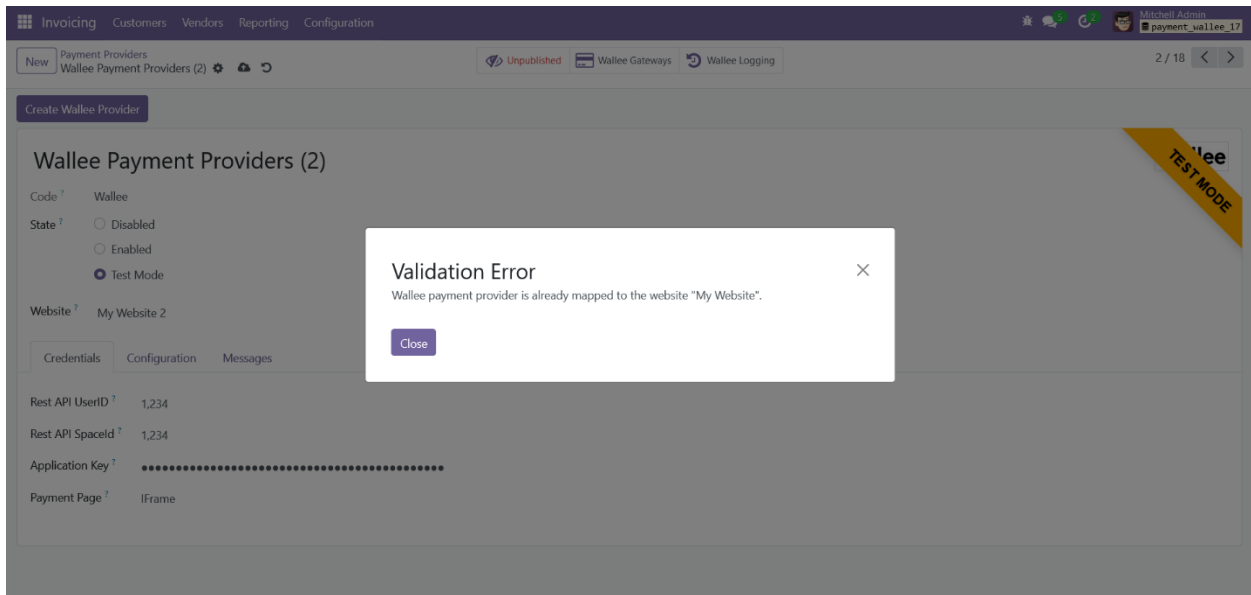 Invoicing Customers Vendors Reporting Configuration 5 2 Mitchell Admin
payment_wallee_17
New Payment Providers
Wallee Payment Providers (2) Unpublished Wallee Gateways Wallee Logging 2 / 18
Create Wallee Provider
Wallee Payment Providers (2)
lee
TEST MODE
Code ? Wallee
State ? Disabled
Enabled
Test Mode
Website ? My Website 2
Validation Error
Wallee payment provider is already mapped to the website "My Website".
Close
Credentials Configuration Messages
Rest API UserID ? 1,234
Rest API SpaceId ? 1,234
Application Key ? ●●●●●●●●●●●●●●●●●●●●●●●●●●●●●●●●●●●●●●●●●●●●
Payment Page ? IFrame